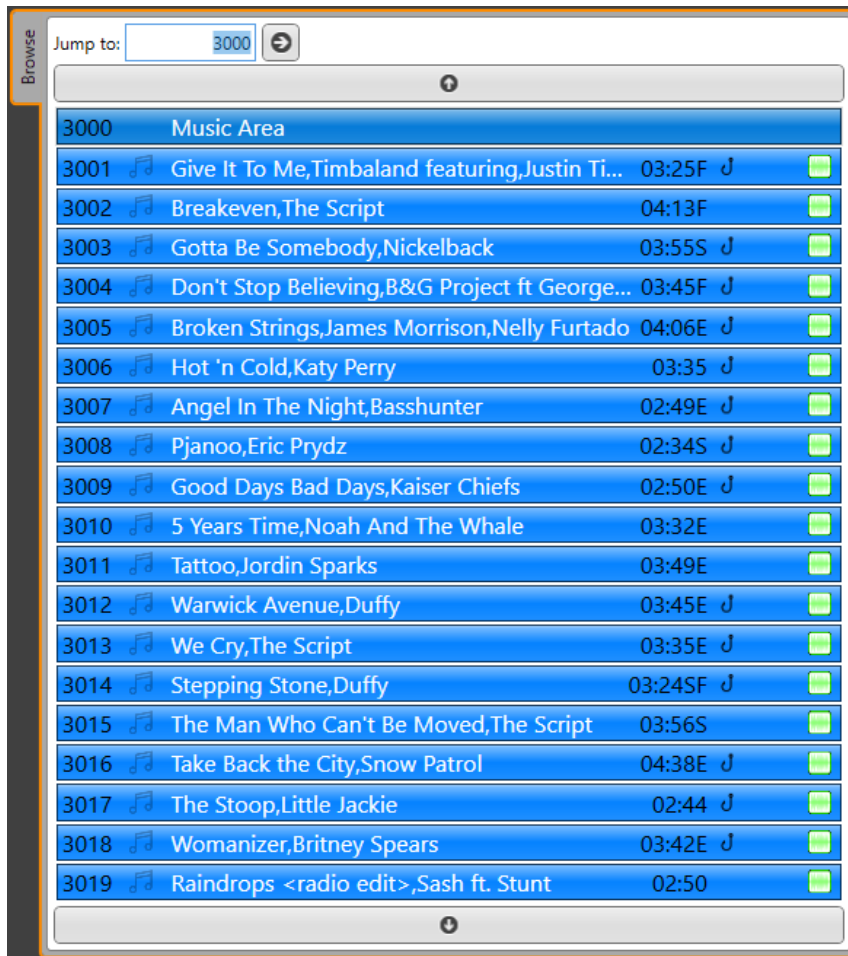 Browse
Jump to: 3000
3000 Music Area
3001 Give It To Me,Timbaland featuring,Justin Ti... 03:25F
3002 Breakeven,The Script 04:13F
3003 Gotta Be Somebody,Nickelback 03:55S
3004 Don't Stop Believing,B&G Project ft George... 03:45F
3005 Broken Strings,James Morrison,Nelly Furtado 04:06E
3006 Hot 'n Cold,Katy Perry 03:35
3007 Angel In The Night,Basshunter 02:49E
3008 Pjanoo,Eric Prydz 02:34S
3009 Good Days Bad Days,Kaiser Chiefs 02:50E
3010 5 Years Time,Noah And The Whale 03:32E
3011 Tattoo,Jordin Sparks 03:49E
3012 Warwick Avenue,Duffy 03:45E
3013 We Cry,The Script 03:35E
3014 Stepping Stone,Duffy 03:24SF
3015 The Man Who Can't Be Moved,The Script 03:56S
3016 Take Back the City,Snow Patrol 04:38E
3017 The Stoop,Little Jackie 02:44
3018 Womanizer,Britney Spears 03:42E
3019 Raindrops <radio edit>,Sash ft. Stunt 02:50